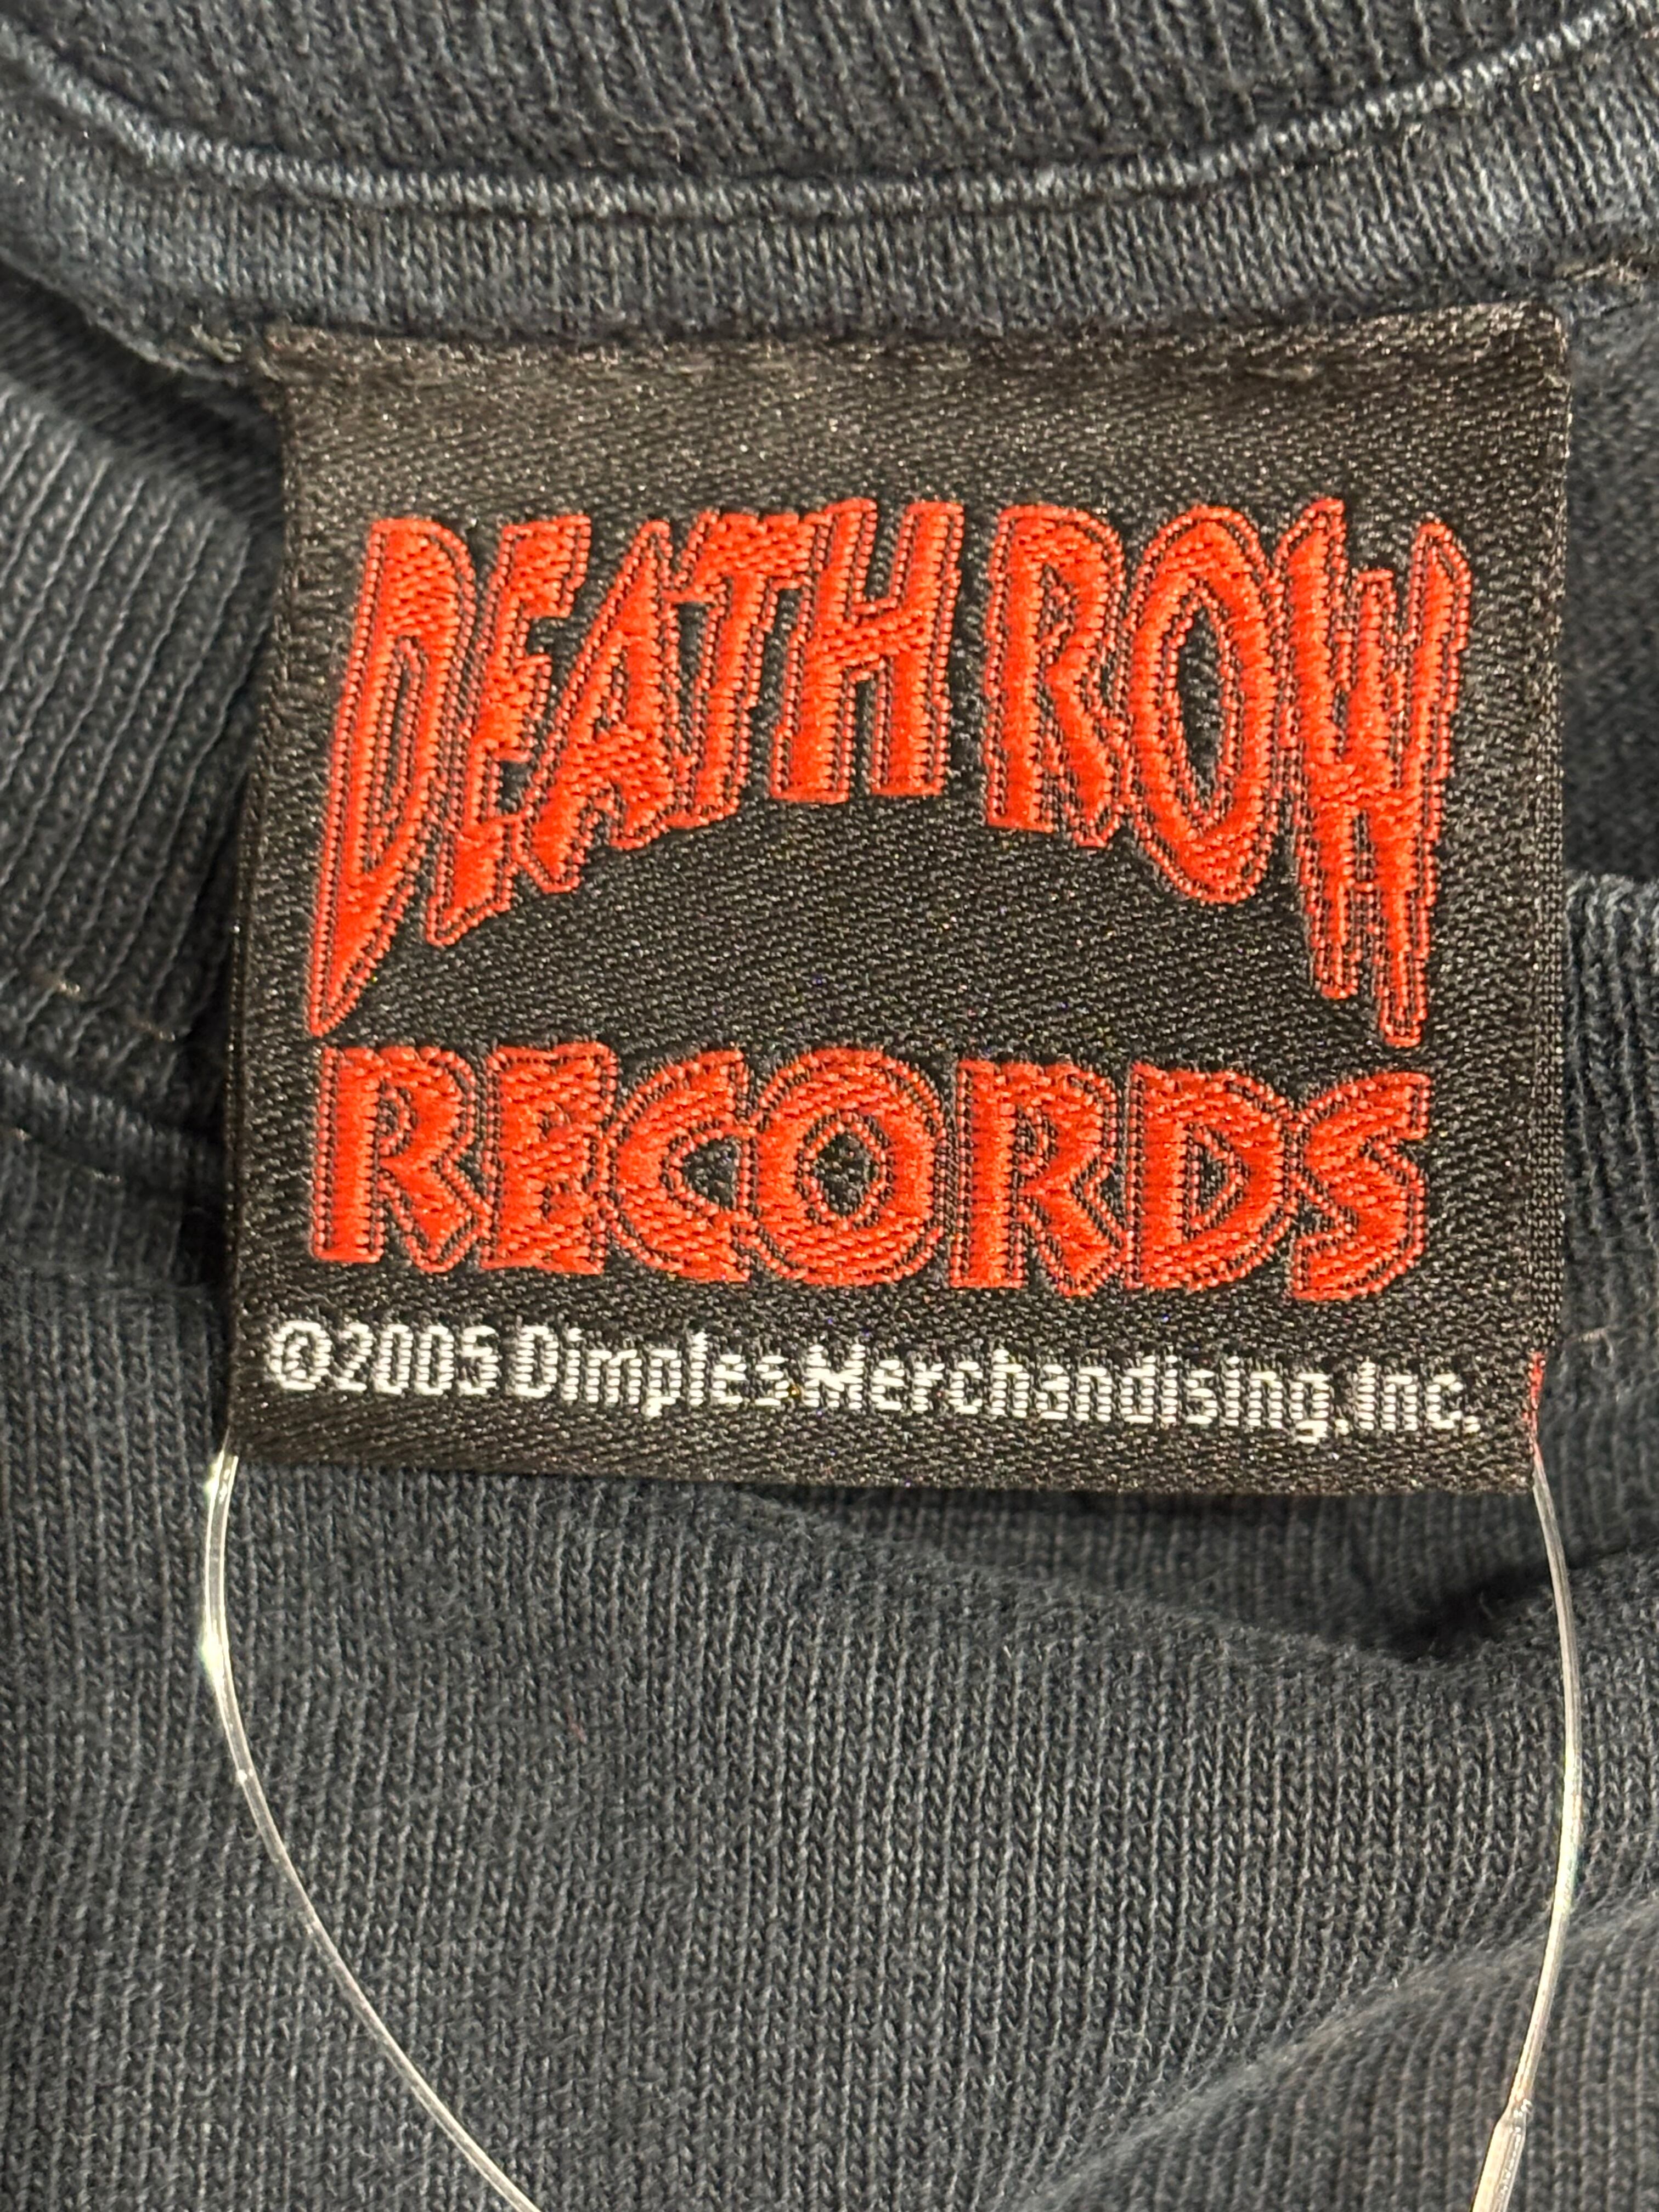 DEATH ROW
RECORDS
©2005 Dimples Merchandising, Inc.